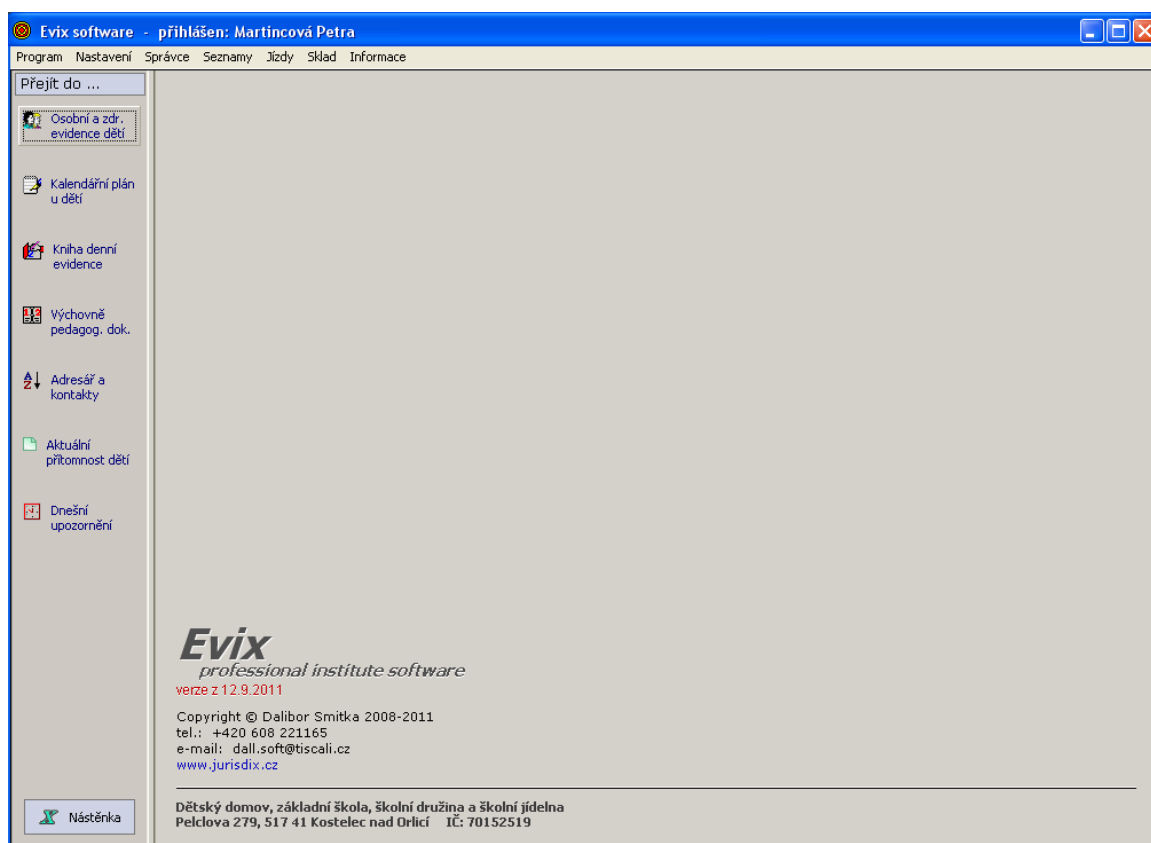 Evix software - přihlášen: Martincová Petra
Program Nastavení Správce Seznamy Jízdy Sklad Informace
Přejít do ...
Osobní a zdr.
evidence dětí
Kalendářní plán
u dětí
Kniha denní
evidence
Výchovně
pedagog. dok.
Adresář a
kontakty
Aktuální
přítomnost dětí
Dnešní
upozornění
Evix
professional institute software
verze z 12.9.2011
Copyright © Dalibor Smitka 2008-2011
tel.: +420 608 221165
e-mail: dall.soft@tiscali.cz
www.jurisdix.cz
Nástěnka
Dětský domov, základní škola, školní družina a školní jídelna
Pelclova 279, 517 41 Kostelec nad Orlicí IČ: 70152519